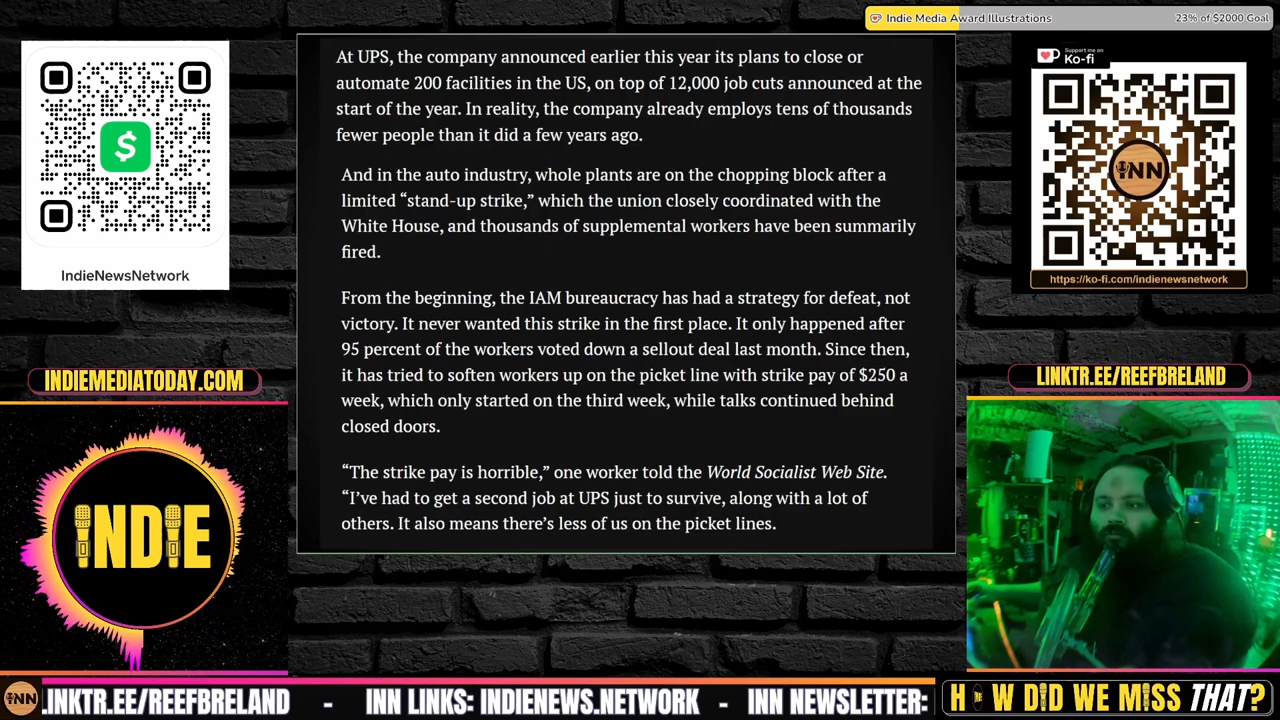 Indie Media Award Illustrations
23% of $2000 Goal
At UPS, the company announced earlier this year its plans to close or
automate 200 facilities in the US, on top of 12,000 job cuts announced at the
start of the year. In reality, the company already employs tens of thousands
fewer people than it did a few years ago.
And in the auto industry, whole plants are on the chopping block after a
limited “stand-up strike,” which the union closely coordinated with the
White House, and thousands of supplemental workers have been summarily
fired.
From the beginning, the IAM bureaucracy has had a strategy for defeat, not
victory. It never wanted this strike in the first place. It only happened after
95 percent of the workers voted down a sellout deal last month. Since then,
it has tried to soften workers up on the picket line with strike pay of $250 a
week, which only started on the third week, while talks continued behind
closed doors.
“The strike pay is horrible,” one worker told the World Socialist Web Site.
“I’ve had to get a second job at UPS just to survive, along with a lot of
others. It also means there’s less of us on the picket lines.
$
IndieNewsNetwork
INDIEMEDIATODAY.COM
INDIE
Support me on
Ko-fi
INN
https://ko-fi.com/indienewsnetwork
LINKTR.EE/REEFBRELAND
INN
.INKTR.EE/REEFBRELAND - INN LINKS: INDIENEWS.NETWORK - INN NEWSLETTER:
HOW DID WE MISS THAT?